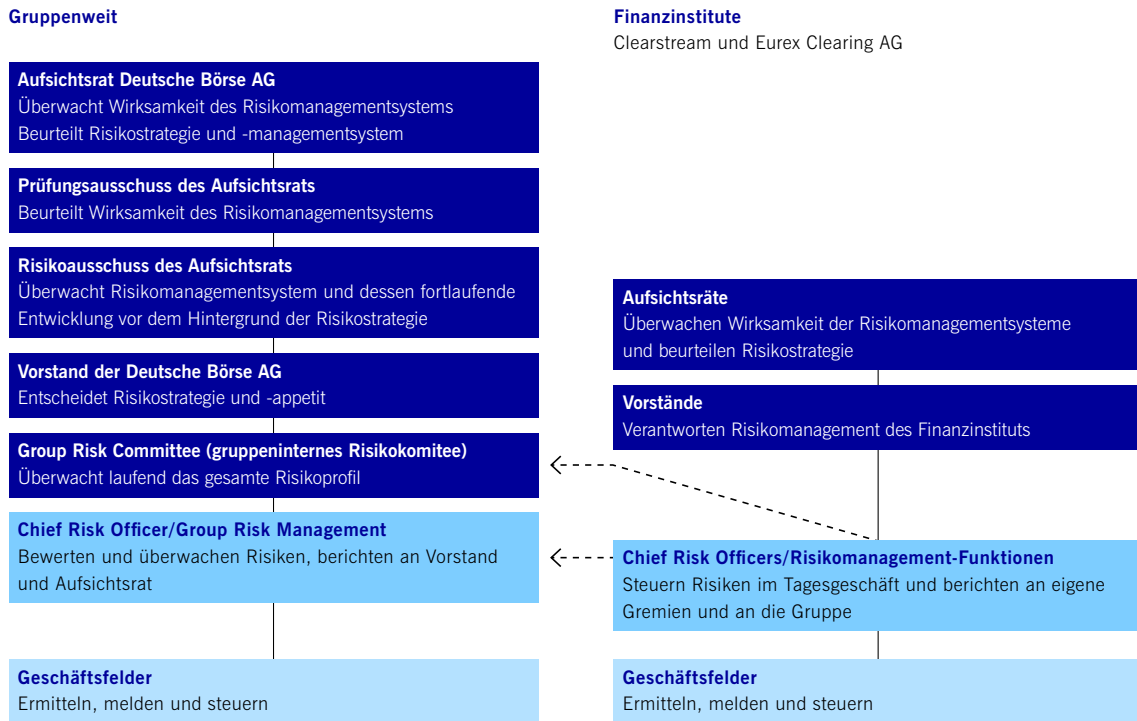 Gruppenweit
Aufsichtsrat Deutsche Börse AG
Überwacht Wirksamkeit des Risikomanagementsystems
Beurteilt Risikostrategie und -managementsystem
Prüfungsausschuss des Aufsichtsrats
Beurteilt Wirksamkeit des Risikomanagementsystems
Risikoausschuss des Aufsichtsrats
Überwacht Risikomanagementsystem und dessen fortlaufende
Entwicklung vor dem Hintergrund der Risikostrategie
Vorstand der Deutsche Börse AG
Entscheidet Risikostrategie und -appetit
Group Risk Committee (gruppeninternes Risikokomitee)
Überwacht laufend das gesamte Risikoprofil
Chief Risk Officer/Group Risk Management
Bewerten und überwachen Risiken, berichten an Vorstand
und Aufsichtsrat
Geschäftsfelder
Ermitteln, melden und steuern
Finanzinstitute
Clearstream und Eurex Clearing AG
Aufsichtsräte
Überwachen Wirksamkeit der Risikomanagementsysteme
und beurteilen Risikostrategie
Vorstände
Verantworten Risikomanagement des Finanzinstituts
Chief Risk Officers/Risikomanagement-Funktionen
Steuern Risiken im Tagesgeschäft und berichten an eigene
Gremien und an die Gruppe
Geschäftsfelder
Ermitteln, melden und steuern